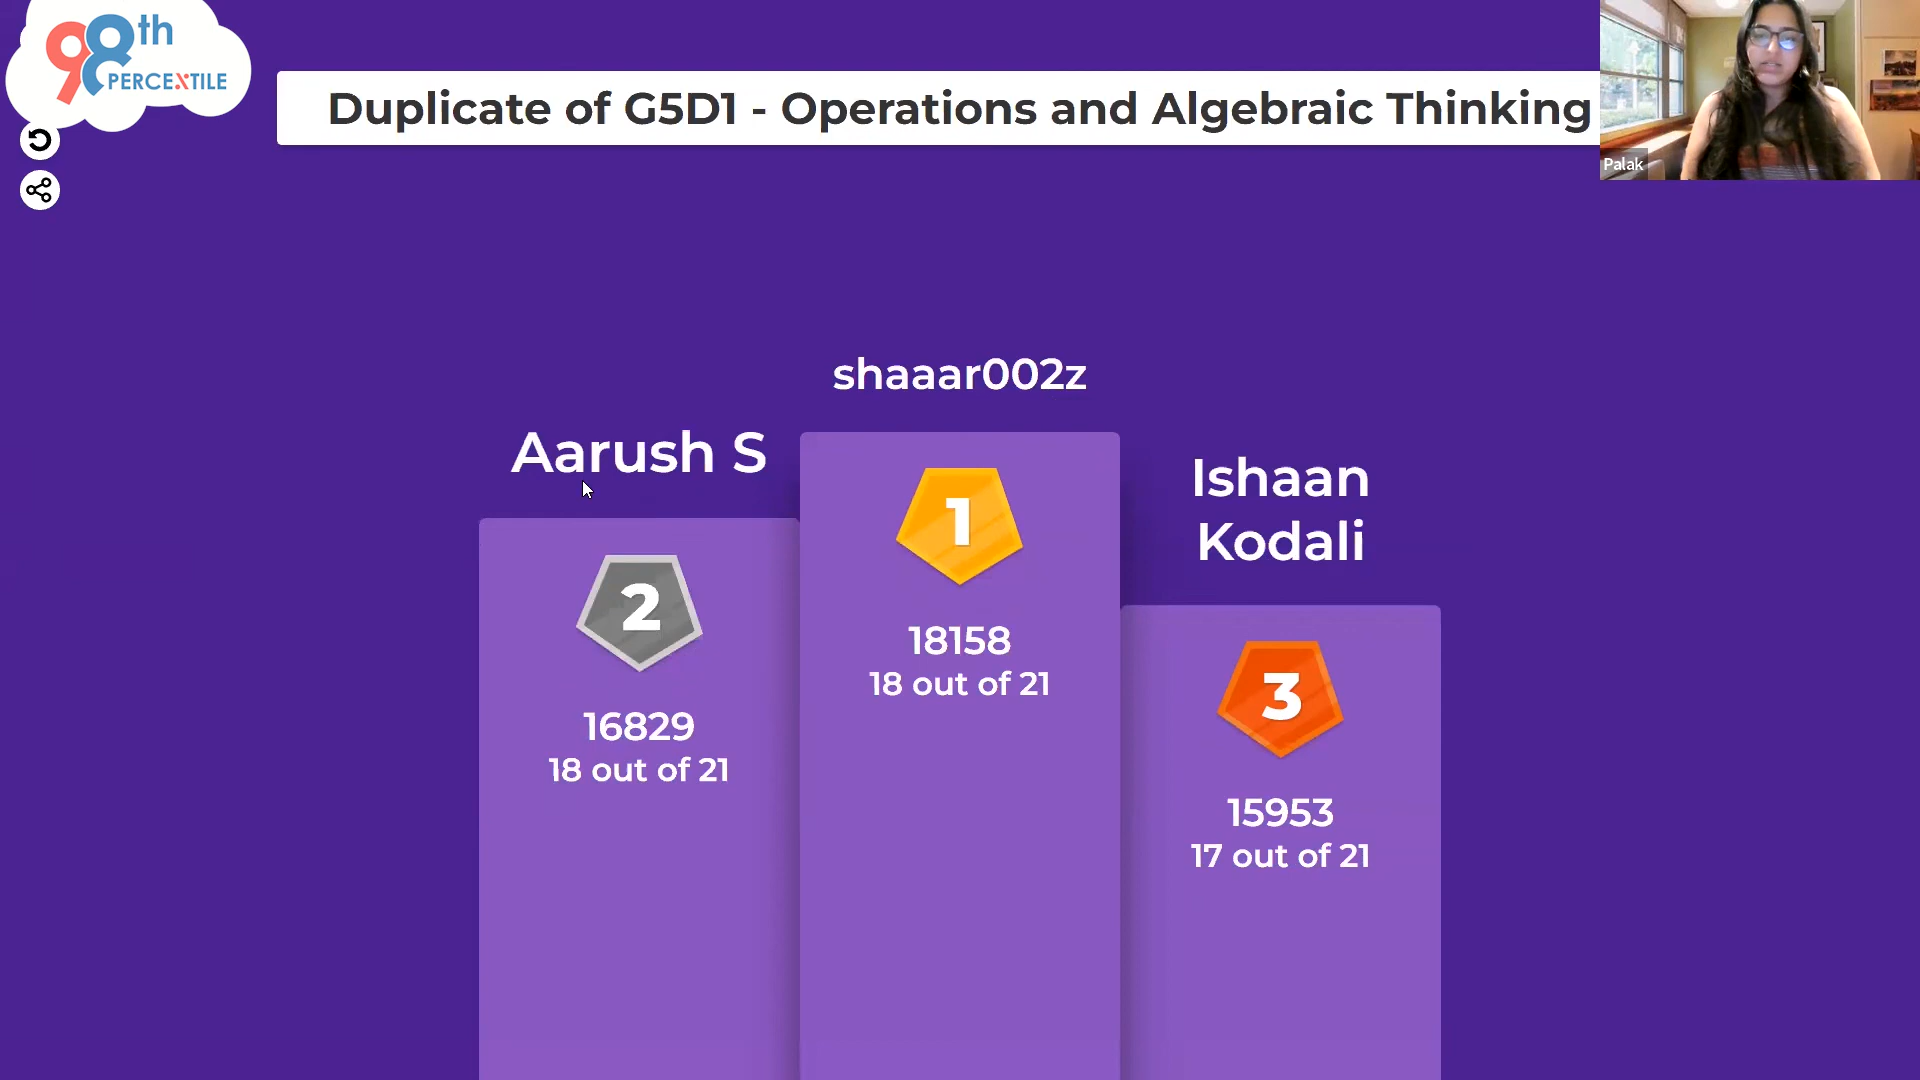 98th
PERCEXTILE
Duplicate of G5D1 - Operations and Algebraic Thinking
Palak
shaaar002z
Aarush S
Ishaan
Kodali
1
18158
18 out of 21
2
16829
18 out of 21
3
15953
17 out of 21